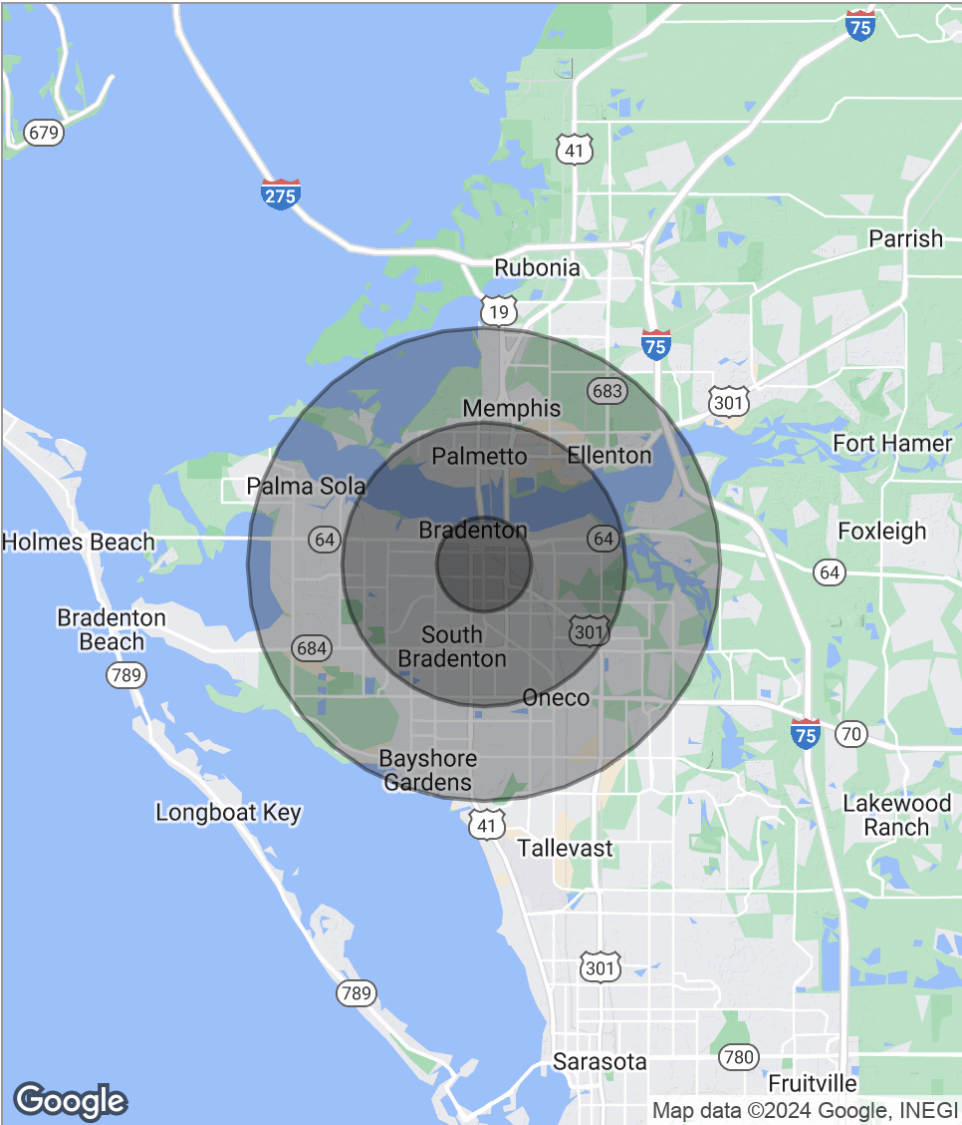 75
679
41
275
Parrish
Rubonia
19
75
683
301
Memphis
Fort Hamer
Palmetto
Ellenton
Palma Sola
Bradenton
Foxleigh
Holmes Beach
64
64
64
Bradenton
Beach
301
South
Bradenton
684
789
Oneco
75
70
Bayshore
Gardens
Longboat Key
Lakewood
Ranch
41
Tallevast
301
789
Sarasota
780
Fruitville
Google
Map data ©2024 Google, INEGI